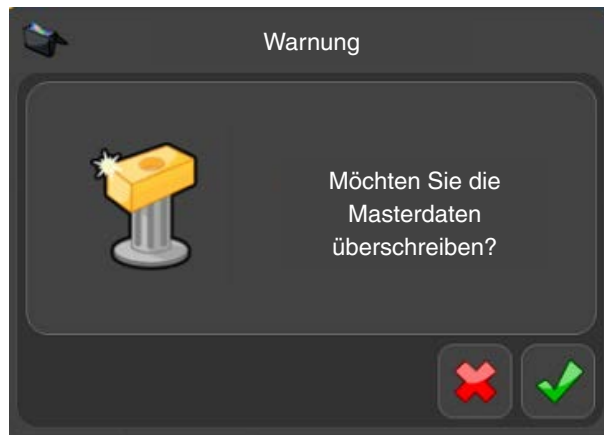 Warnung
Möchten Sie die
Masterdaten
überschreiben?